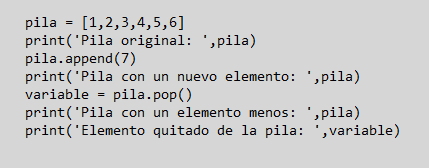 pila = [1,2,3,4,5,6]
print('Pila original: ',pila)
pila.append(7)
print('Pila con un nuevo elemento: ',pila)
variable = pila.pop()
print('Pila con un elemento menos: ',pila)
print('Elemento quitado de la pila: ',variable)